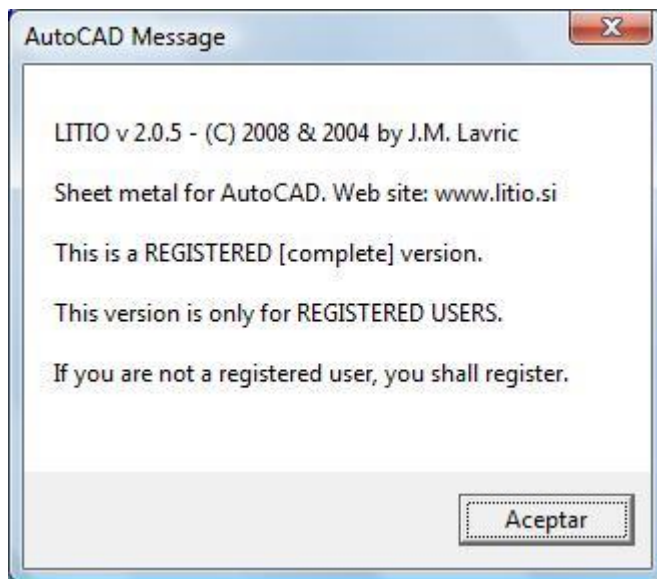 AutoCAD Message
LITIO v 2.0.5 - (C) 2008 & 2004 by J.M. Lavric
Sheet metal for AutoCAD. Web site: www.litio.si
This is a REGISTERED [complete] version.
This version is only for REGISTERED USERS.
If you are not a registered user, you shall register.
Aceptar